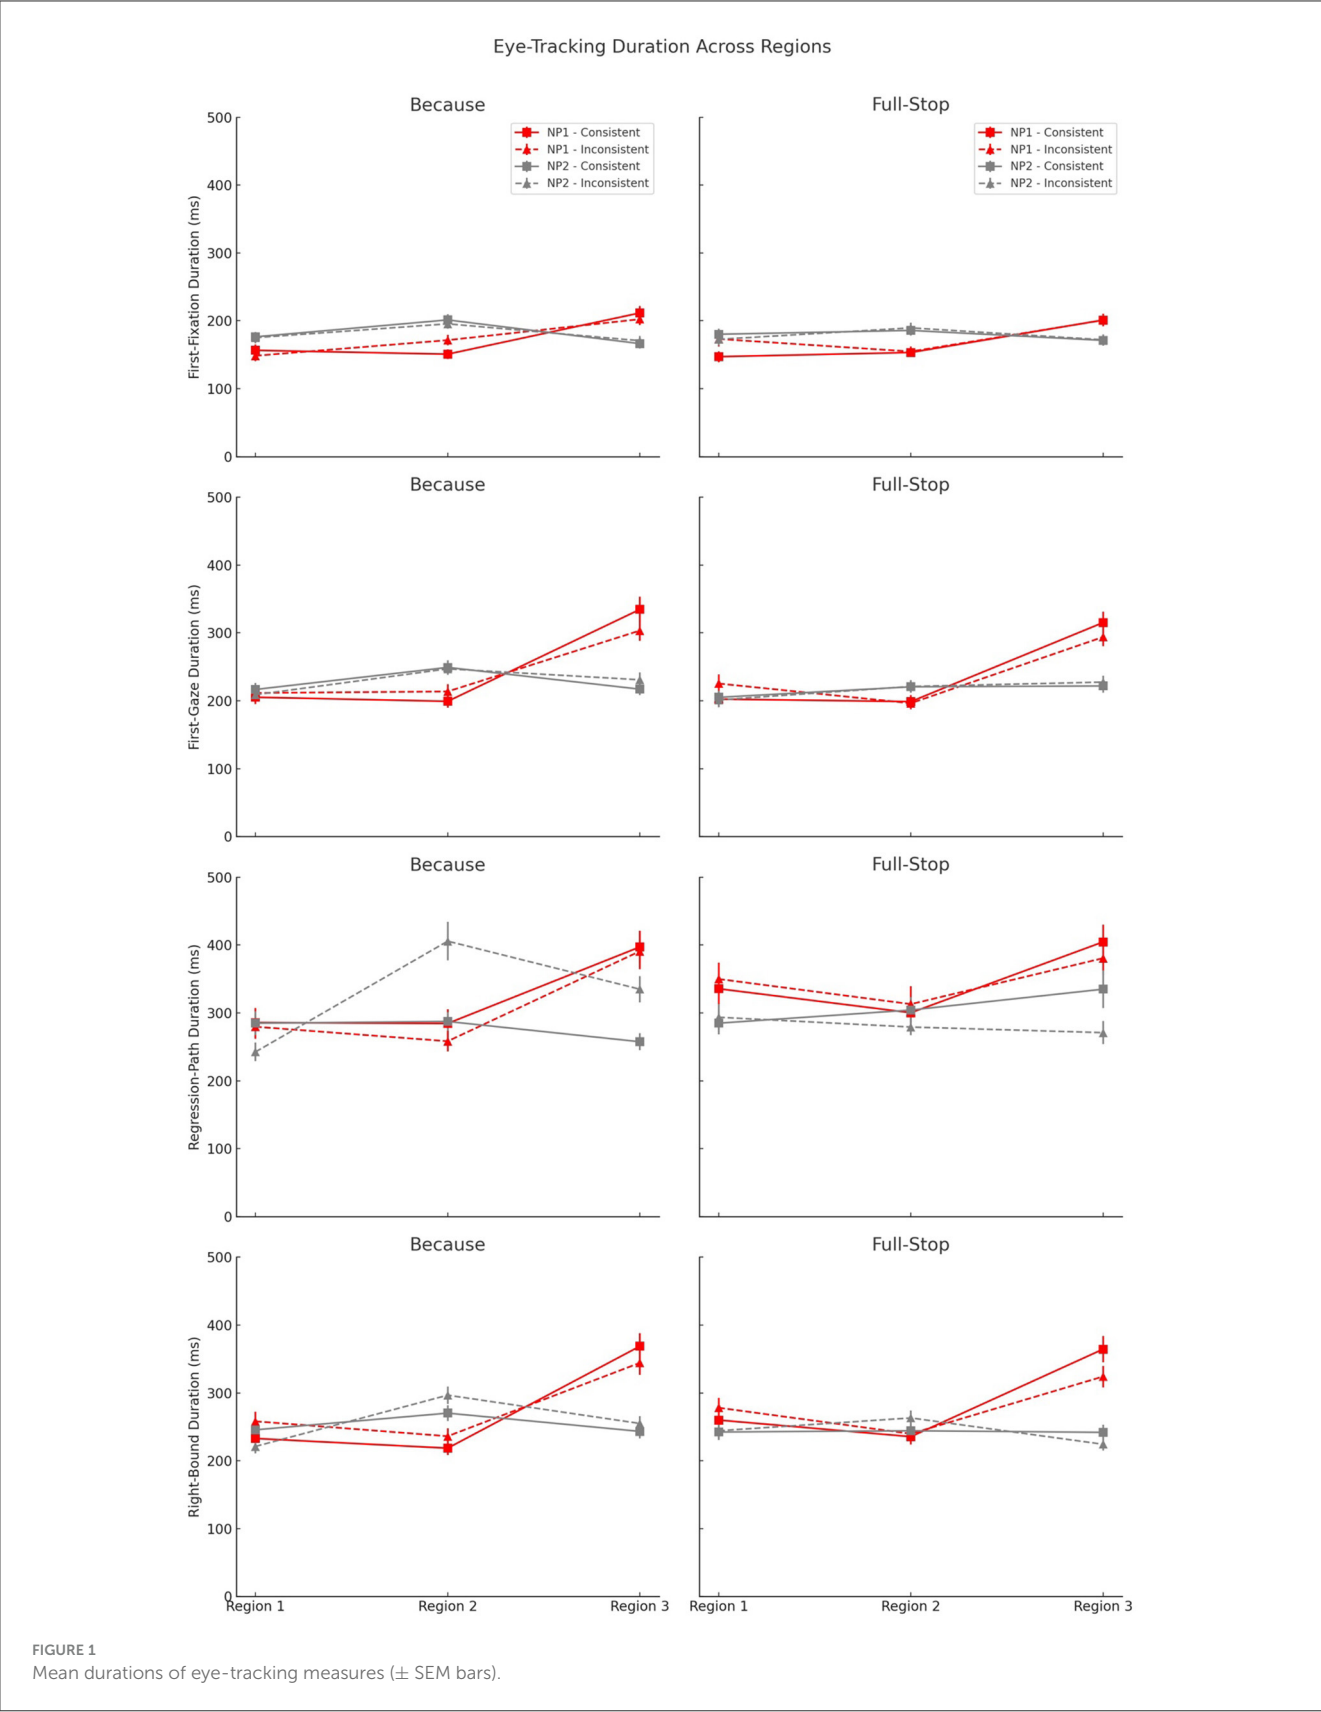 Eye-Tracking Duration Across Regions
Because
Full-Stop
500
400
300
200
100
0
First-Fixation Duration (ms)
NP1 - Consistent
NP1 - Inconsistent
NP2 - Consistent
NP2 - Inconsistent
NP1 - Consistent
NP1 - Inconsistent
NP2 - Consistent
NP2 - Inconsistent
Because
Full-Stop
500
400
300
200
100
0
First-Gaze Duration (ms)
Because
Full-Stop
500
400
300
200
100
0
Regression-Path Duration (ms)
Because
Full-Stop
500
400
300
200
100
0
Right-Bound Duration (ms)
Region 1 Region 2 Region 3 Region 1 Region 2 Region 3
FIGURE 1
Mean durations of eye-tracking measures (± SEM bars).